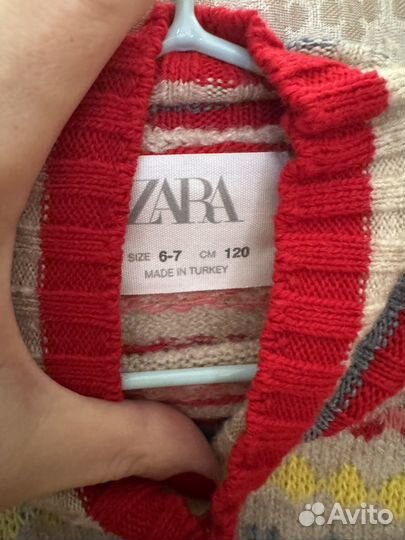 ZARA
SIZE 6-7 CM 120
MADE IN TURKEY
Avito